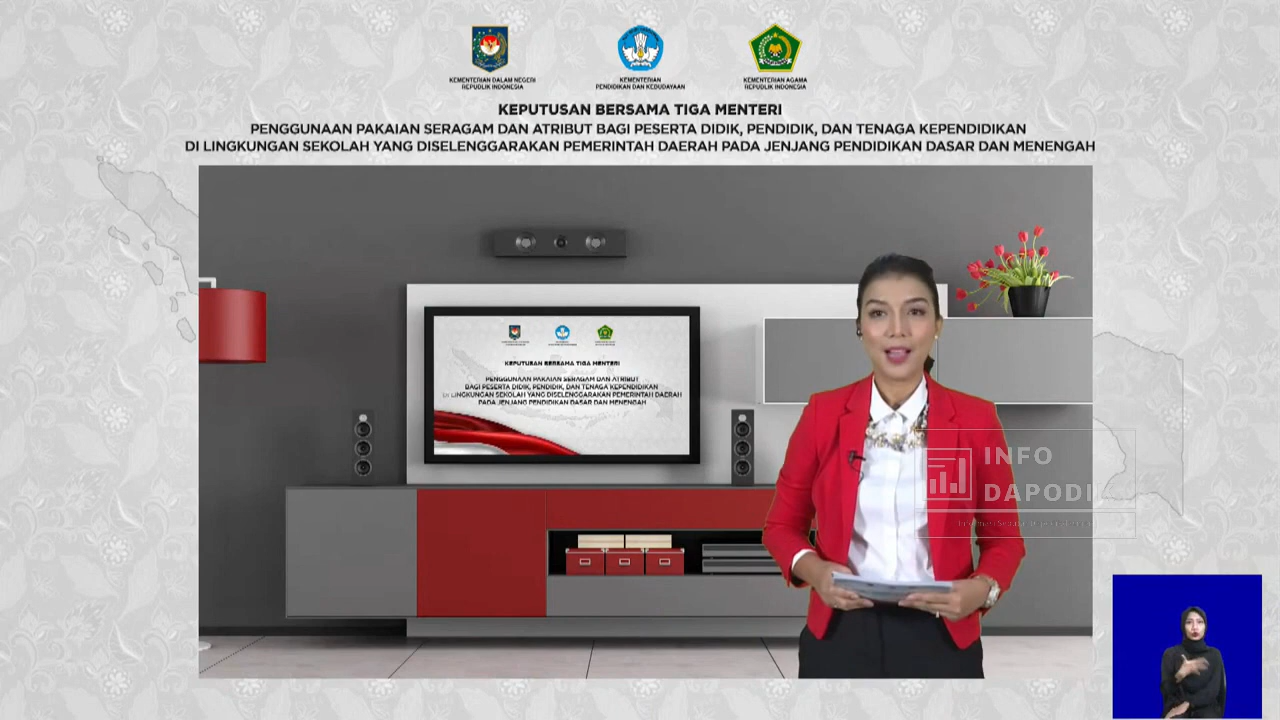 KEMENTERIAN DALAM NEGERI
REPUBLIK INDONESIA
KEMENTERIAN
PENDIDIKAN DAN KEBUDAYAAN
KEMENTERIAN AGAMA
REPUBLIK INDONESIA
KEPUTUSAN BERSAMA TIGA MENTERI
PENGGUNAAN PAKAIAN SERAGAM DAN ATRIBUT BAGI PESERTA DIDIK, PENDIDIK, DAN TENAGA KEPENDIDIKAN
DI LINGKUNGAN SEKOLAH YANG DISELENGGARAKAN PEMERINTAH DAERAH PADA JENJANG PENDIDIKAN DASAR DAN MENENGAH
KEPUTUSAN BERSAMA TIGA MENTERI
PENGGUNAAN PAKAIAN SERAGAM DAN ATRIBUT
BAGI PESERTA DIDIK, PENDIDIK, DAN TENAGA KEPENDIDIKAN
DI LINGKUNGAN SEKOLAH YANG DISELENGGARAKAN PEMERINTAH DAERAH
PADA JENJANG PENDIDIKAN DASAR DAN MENENGAH
INFO
DAPODIK